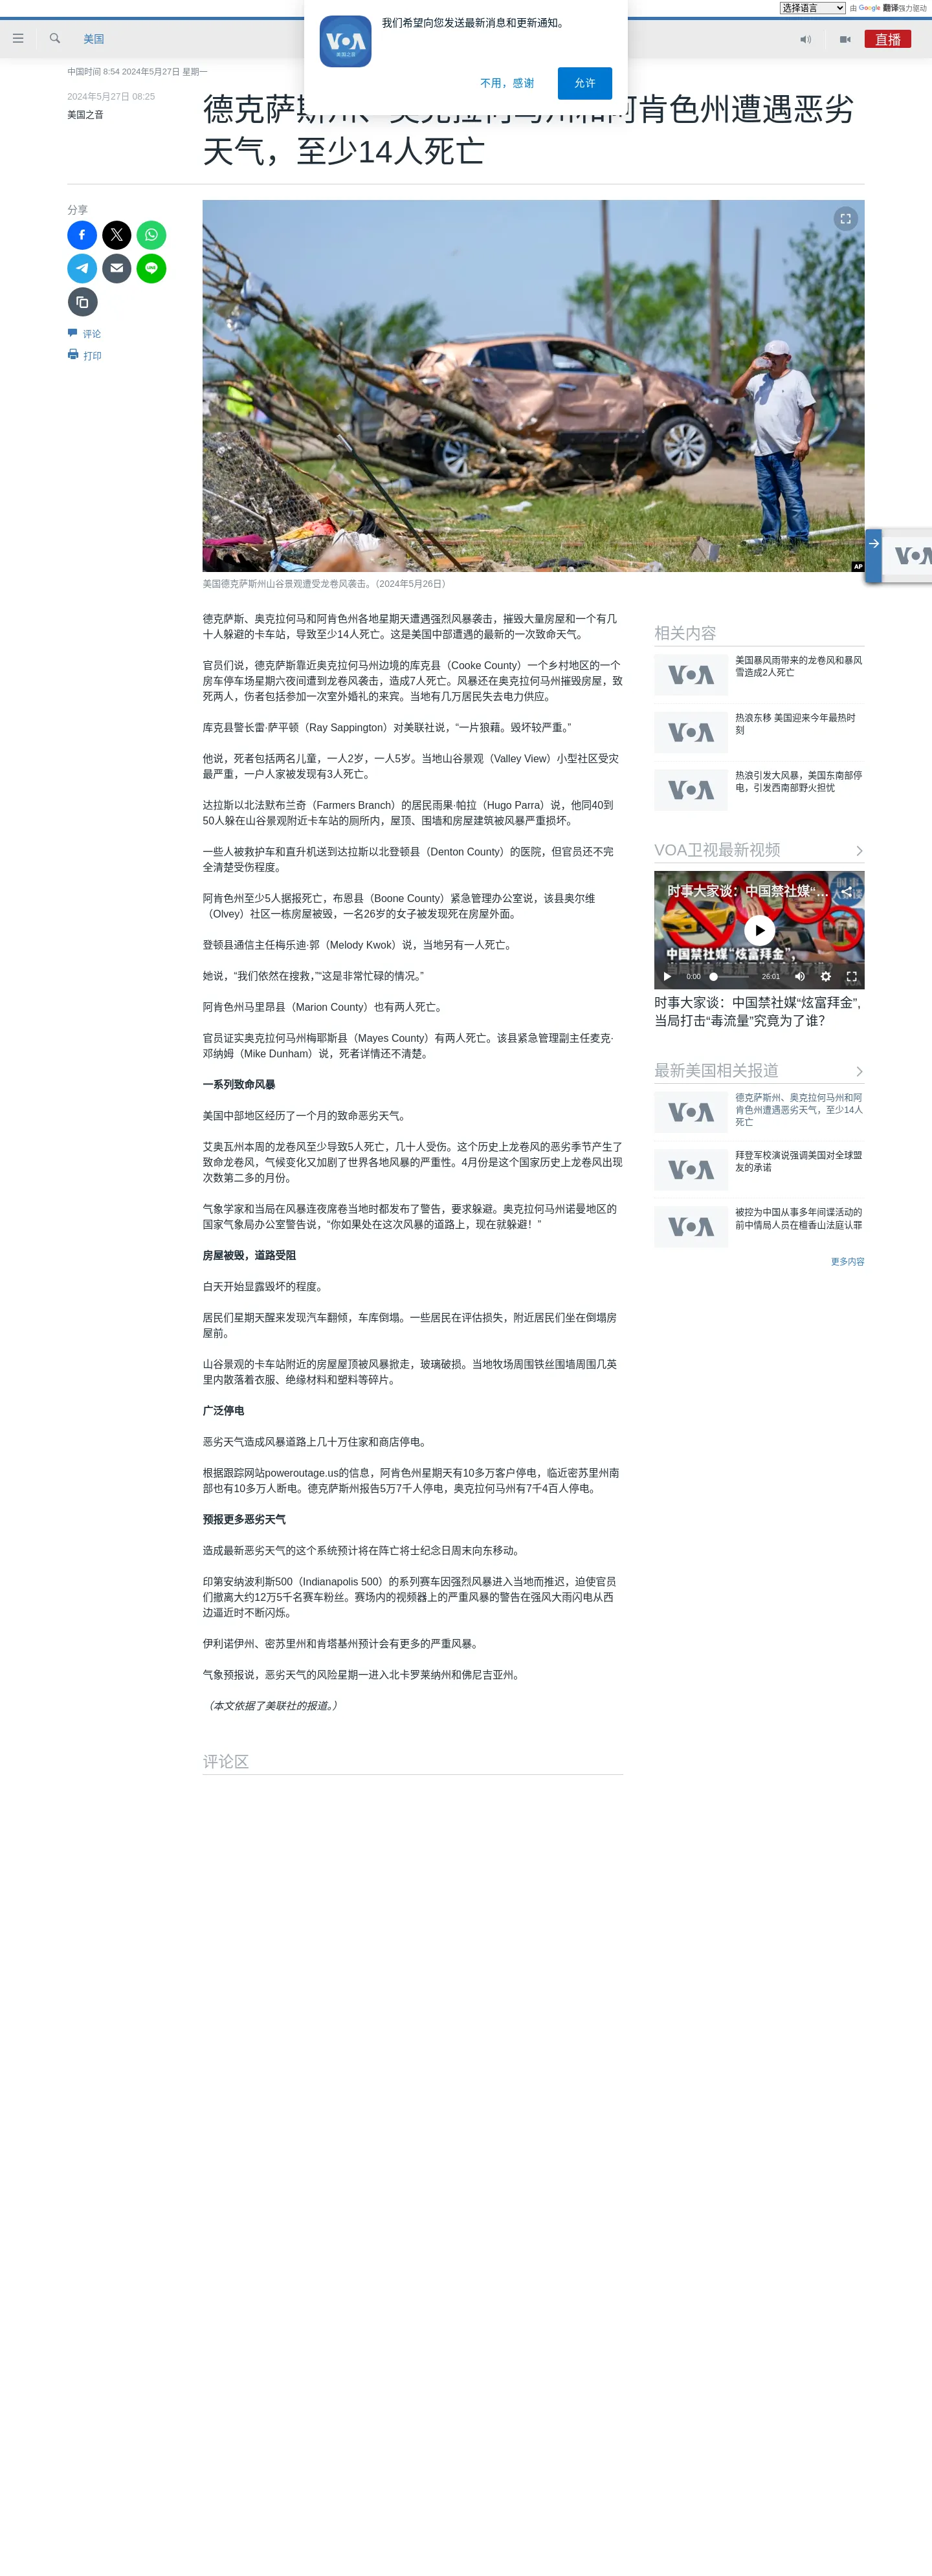 选择语言
由 Google 翻译强力驱动
我们希望向您发送最新消息和更新通知。
VOA
美国之音
不用，感谢
允许
美国
直播
中国时间 8:54 2024年5月27日 星期一
2024年5月27日 08:25
美国之音
德克萨斯州、奥克拉何马州和阿肯色州遭遇恶劣
天气，至少14人死亡
分享
LINE
评论
打印
AP
美国德克萨斯州山谷景观遭受龙卷风袭击。（2024年5月26日）
德克萨斯、奥克拉何马和阿肯色州各地星期天遭遇强烈风暴袭击，摧毁大量房屋和一个有几
十人躲避的卡车站，导致至少14人死亡。这是美国中部遭遇的最新的一次致命天气。
官员们说，德克萨斯靠近奥克拉何马州边境的库克县（Cooke County）一个乡村地区的一个
房车停车场星期六夜间遭到龙卷风袭击，造成7人死亡。风暴还在奥克拉何马州摧毁房屋，致
死两人，伤者包括参加一次室外婚礼的来宾。当地有几万居民失去电力供应。
库克县警长雷·萨平顿（Ray Sappington）对美联社说，“一片狼藉。毁坏较严重。”
他说，死者包括两名儿童，一人2岁，一人5岁。当地山谷景观（Valley View）小型社区受灾
最严重，一户人家被发现有3人死亡。
达拉斯以北法默布兰奇（Farmers Branch）的居民雨果·帕拉（Hugo Parra）说，他同40到
50人躲在山谷景观附近卡车站的厕所内，屋顶、围墙和房屋建筑被风暴严重损坏。
一些人被救护车和直升机送到达拉斯以北登顿县（Denton County）的医院，但官员还不完
全清楚受伤程度。
阿肯色州至少5人据报死亡，布恩县（Boone County）紧急管理办公室说，该县奥尔维
（Olvey）社区一栋房屋被毁，一名26岁的女子被发现死在房屋外面。
登顿县通信主任梅乐迪·郭（Melody Kwok）说，当地另有一人死亡。
她说，“我们依然在搜救，”“这是非常忙碌的情况。”
阿肯色州马里昂县（Marion County）也有两人死亡。
官员证实奥克拉何马州梅耶斯县（Mayes County）有两人死亡。该县紧急管理副主任麦克·
邓纳姆（Mike Dunham）说，死者详情还不清楚。
一系列致命风暴
美国中部地区经历了一个月的致命恶劣天气。
艾奥瓦州本周的龙卷风至少导致5人死亡，几十人受伤。这个历史上龙卷风的恶劣季节产生了
致命龙卷风，气候变化又加剧了世界各地风暴的严重性。4月份是这个国家历史上龙卷风出现
次数第二多的月份。
气象学家和当局在风暴连夜席卷当地时都发布了警告，要求躲避。奥克拉何马州诺曼地区的
国家气象局办公室警告说，“你如果处在这次风暴的道路上，现在就躲避！”
房屋被毁，道路受阻
白天开始显露毁坏的程度。
居民们星期天醒来发现汽车翻倾，车库倒塌。一些居民在评估损失，附近居民们坐在倒塌房
屋前。
山谷景观的卡车站附近的房屋屋顶被风暴掀走，玻璃破损。当地牧场周围铁丝围墙周围几英
里内散落着衣服、绝缘材料和塑料等碎片。
广泛停电
恶劣天气造成风暴道路上几十万住家和商店停电。
根据跟踪网站poweroutage.us的信息，阿肯色州星期天有10多万客户停电，临近密苏里州南
部也有10多万人断电。德克萨斯州报告5万7千人停电，奥克拉何马州有7千4百人停电。
预报更多恶劣天气
造成最新恶劣天气的这个系统预计将在阵亡将士纪念日周末向东移动。
印第安纳波利斯500（Indianapolis 500）的系列赛车因强烈风暴进入当地而推迟，迫使官员
们撤离大约12万5千名赛车粉丝。赛场内的视频器上的严重风暴的警告在强风大雨闪电从西
边逼近时不断闪烁。
伊利诺伊州、密苏里州和肯塔基州预计会有更多的严重风暴。
气象预报说，恶劣天气的风险星期一进入北卡罗莱纳州和佛尼吉亚州。
（本文依据了美联社的报道。）
评论区
VOA
相关内容
VOA
美国暴风雨带来的龙卷风和暴风
雪造成2人死亡
VOA
热浪东移 美国迎来今年最热时
刻
VOA
热浪引发大风暴，美国东南部停
电，引发西南部野火担忧
VOA卫视最新视频
时事大家谈：中国禁社媒“...
中国禁社媒“炫富拜金”，
0:00
26:01
时事大家谈：中国禁社媒“炫富拜金”,
当局打击“毒流量”究竟为了谁？
最新美国相关报道
VOA
德克萨斯州、奥克拉何马州和阿
肯色州遭遇恶劣天气，至少14人
死亡
VOA
拜登军校演说强调美国对全球盟
友的承诺
VOA
被控为中国从事多年间谍活动的
前中情局人员在檀香山法庭认罪
更多内容